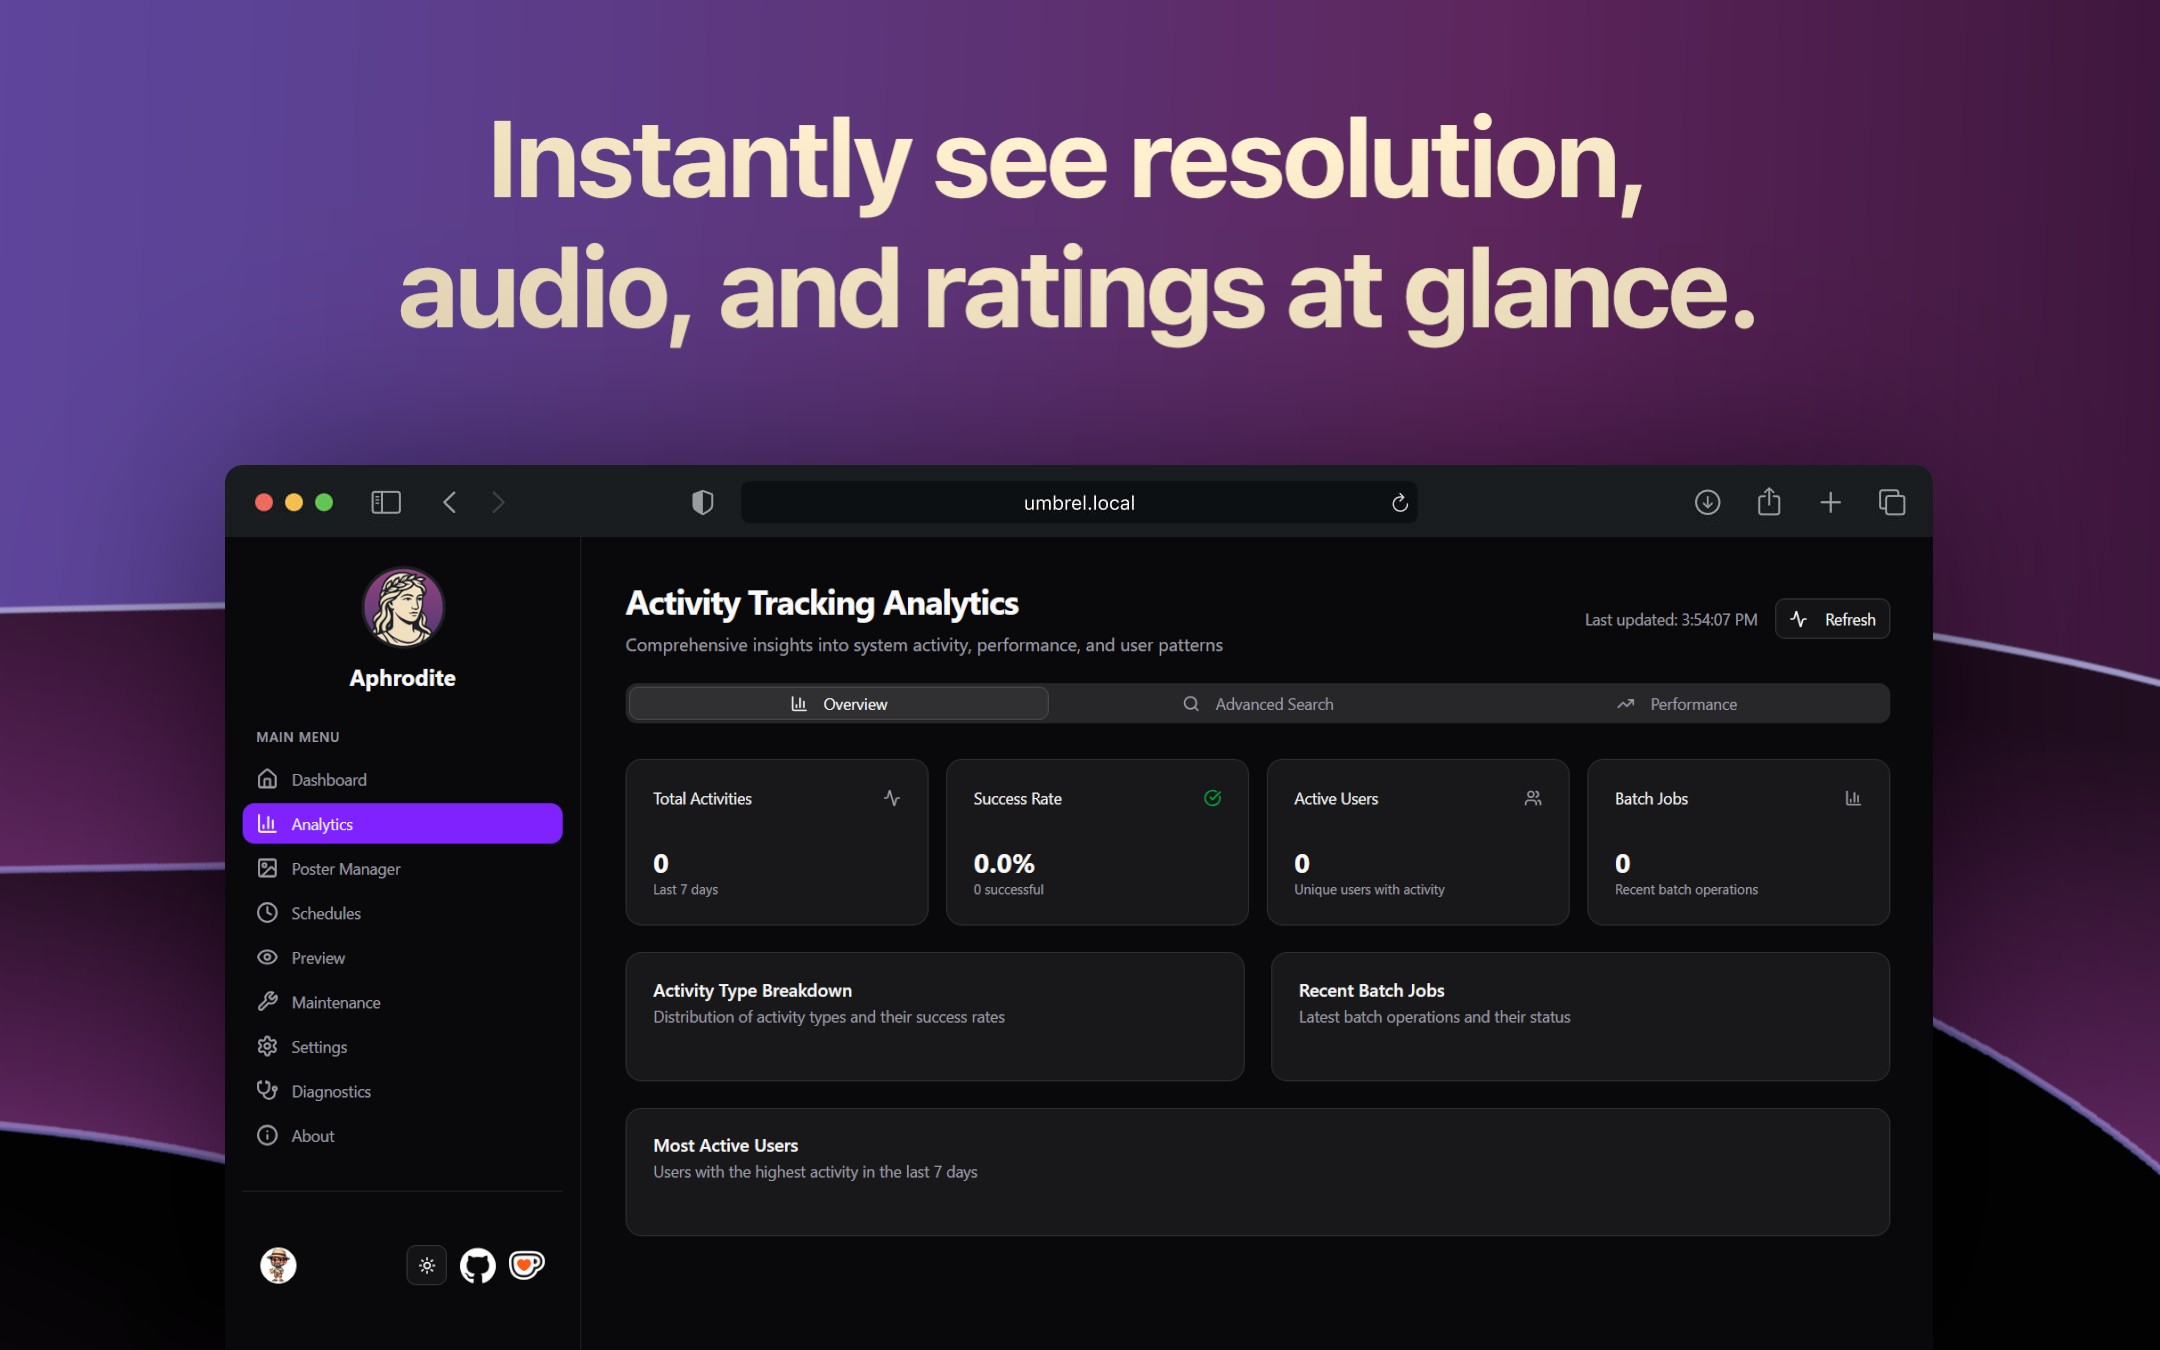 Instantly see resolution,
audio, and ratings at glance.
umbrel.local
Aphrodite
MAIN MENU
Dashboard
Analytics
Poster Manager
Schedules
Preview
Maintenance
Settings
Diagnostics
About
Activity Tracking Analytics
Comprehensive insights into system activity, performance, and user patterns
Last updated: 3:54:07 PM
Refresh
Overview
Advanced Search
Performance
Total Activities
0
Last 7 days
Success Rate
0.0%
0 successful
Active Users
0
Unique users with activity
Batch Jobs
0
Recent batch operations
Activity Type Breakdown
Distribution of activity types and their success rates
Recent Batch Jobs
Latest batch operations and their status
Most Active Users
Users with the highest activity in the last 7 days